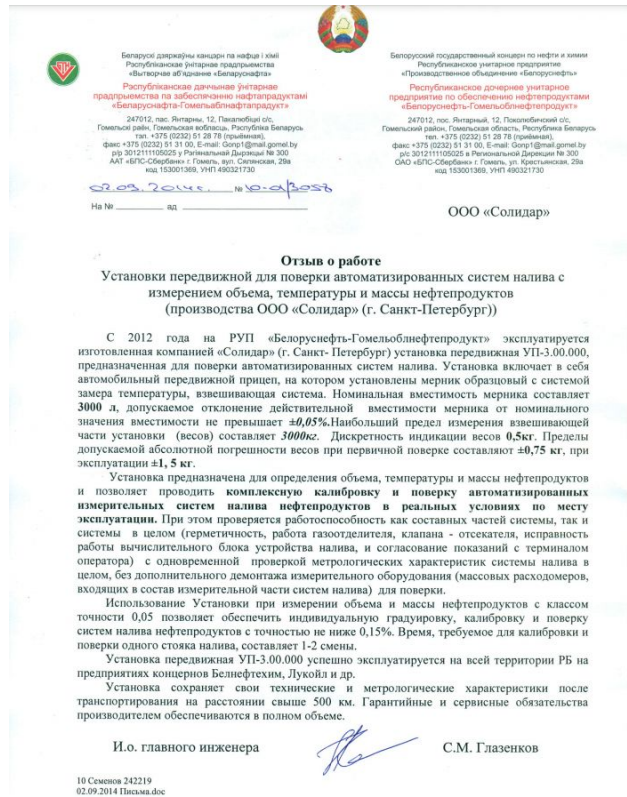 Беларускі дзяржаўны канцэрн па нафце і хіміі
Рэспубліканскае ўнітарнае прадпрыемства
«Вытворчае аб'яднанне «Беларуснафта»
Рэспубліканскае даччынае ўнітарнае
прадпрыемства па забеспячэнню нафтапрадуктамі
«Беларуснафта-Гомельаблнафтапрадукт»
247012, пас. Янтарны, 12, Пакалюбіцкі с/с,
Гомельскі раён, Гомельская вобласць, Рэспубліка Беларусь
тэл. +375 (0232) 51 28 78 (прыёмная),
факс +375 (0232) 51 31 00, E-mail: Gonp1@mail.gomel.by
р/р 3012111105025 у Рэгіянальнай Дырэкцыі № 300
ААТ «БПС-Сбербанк» г. Гомель, вул. Сялянская, 29а
код 153001369, УНП 490321730
Белорусский государственный концерн по нефти и химии
Республиканское унитарное предприятие
«Производственное объединение «Белоруснефть»
Республиканское дочернее унитарное
предприятие по обеспечению нефтепродуктами
«Белоруснефть-Гомельоблнефтепродукт»
247012, пос. Янтарный, 12, Поколюбичский с/с,
Гомельский район, Гомельская область, Республика Беларусь
тел. +375 (0232) 51 28 78 (приёмная),
факс +375 (0232) 51 31 00, E-mail: Gonp1@mail.gomel.by
р/с 3012111105025 в Региональной Дирекции № 300
ОАО «БПС-Сбербанк» г. Гомель, ул. Крестьянская, 29а
код 153001369, УНП 490321730
02.09.2014г. № 10-а/3058
На № ад
ООО «Солидар»
Отзыв о работе
Установки передвижной для поверки автоматизированных систем налива с
измерением объема, температуры и массы нефтепродуктов
(производства ООО «Солидар» (г. Санкт-Петербург))
С 2012 года на РУП «Белоруснефть-Гомельоблнефтепродукт» эксплуатируется
изготовленная компанией «Солидар» (г. Санкт- Петербург) установка передвижная УП-3.00.000,
предназначенная для поверки автоматизированных систем налива. Установка включает в себя
автомобильный передвижной прицеп, на котором установлены мерник образцовый с системой
замера температуры, взвешивающая система. Номинальная вместимость мерника составляет
3000 л, допускаемое отклонение действительной вместимости мерника от номинального
значения вместимости не превышает ±0,05%.Наибольший предел измерения взвешивающей
части установки (весов) составляет 3000кг. Дискретность индикации весов 0,5кг. Пределы
допускаемой абсолютной погрешности весов при первичной поверке составляют ±0,75 кг, при
эксплуатации ±1, 5 кг.
Установка предназначена для определения объема, температуры и массы нефтепродуктов
и позволяет проводить комплексную калибровку и поверку автоматизированных
измерительных систем налива нефтепродуктов в реальных условиях по месту
эксплуатации. При этом проверяется работоспособность как составных частей системы, так и
системы в целом (герметичность, работа газоотделителя, клапана - отсекателя, исправность
работы вычислительного блока устройства налива, и согласование показаний с терминалом
оператора) с одновременной проверкой метрологических характеристик системы налива в
целом, без дополнительного демонтажа измерительного оборудования (массовых расходомеров,
входящих в состав измерительной части систем налива) для поверки.
Использование Установки при измерении объема и массы нефтепродуктов с классом
точности 0,05 позволяет обеспечить индивидуальную градуировку, калибровку и поверку
систем налива нефтепродуктов с точностью не ниже 0,15%. Время, требуемое для калибровки и
поверки одного стояка налива, составляет 1-2 смены.
Установка передвижная УП-3.00.000 успешно эксплуатируется на всей территории РБ на
предприятиях концернов Белнефтехим, Лукойл и др.
Установка сохраняет свои технические и метрологические характеристики после
транспортирования на расстоянии свыше 500 км. Гарантийные и сервисные обязательства
производителем обеспечиваются в полном объеме.
И.о. главного инженера С.М. Глазенков
10 Семенов 242219
02.09.2014 Письма.doc